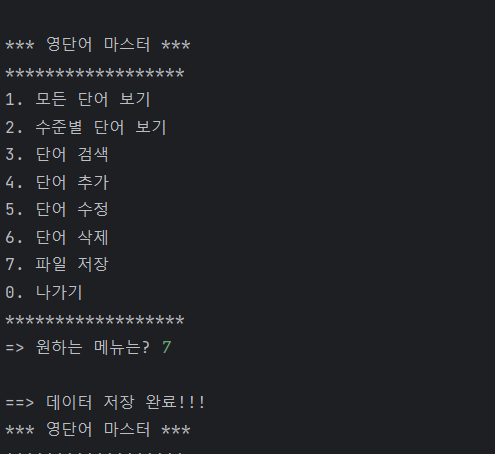 *** 영단어 마스터 ***
******************
1. 모든 단어 보기
2. 수준별 단어 보기
3. 단어 검색
4. 단어 추가
5. 단어 수정
6. 단어 삭제
7. 파일 저장
0. 나가기
******************
=> 원하는 메뉴는? 7
==> 데이터 저장 완료!!!
*** 영단어 마스터 ***